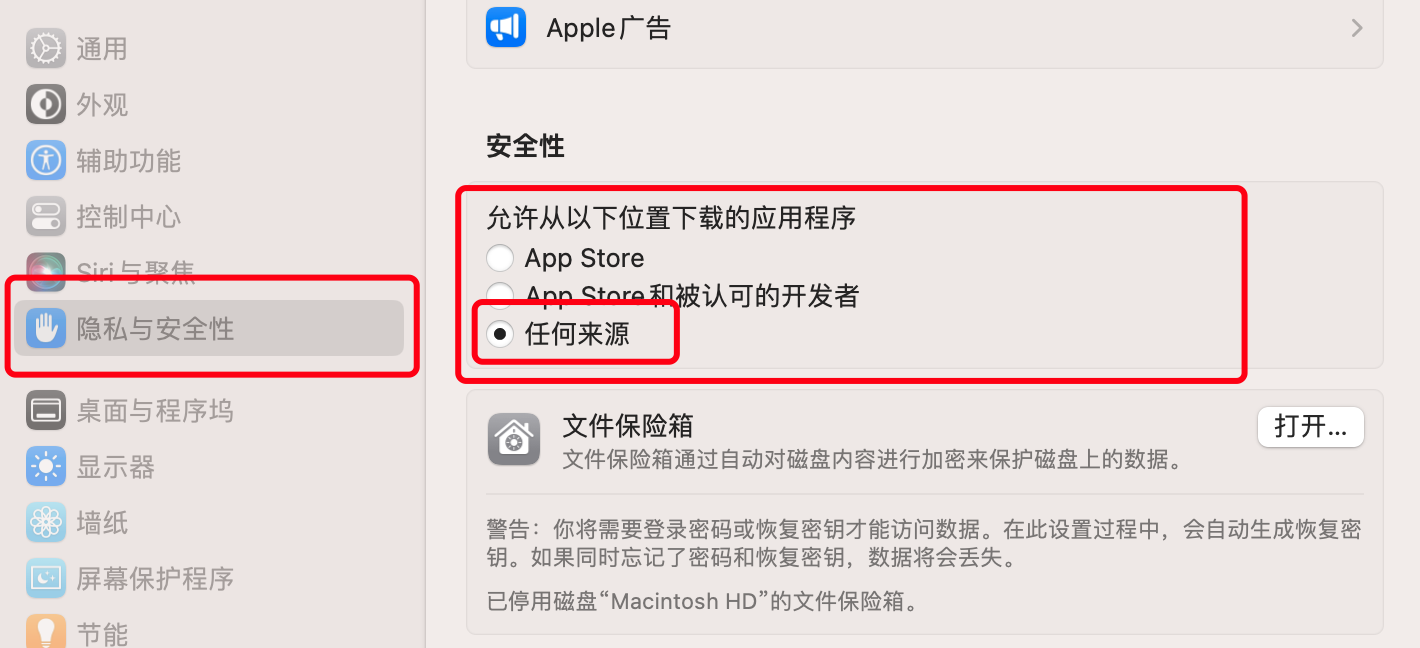 通用
外观
辅助功能
控制中心
Siri与聚焦
隐私与安全性
桌面与程序坞
显示器
墙纸
屏幕保护程序
节能
Apple广告
安全性
允许从以下位置下载的应用程序
App Store
App Store和被认可的开发者
任何来源
文件保险箱
打开...
文件保险箱通过自动对磁盘内容进行加密来保护磁盘上的数据。
警告：你将需要登录密码或恢复密钥才能访问数据。在此设置过程中，会自动生成恢复密
钥。如果同时忘记了密码和恢复密钥，数据将会丢失。
已停用磁盘“Macintosh HD”的文件保险箱。